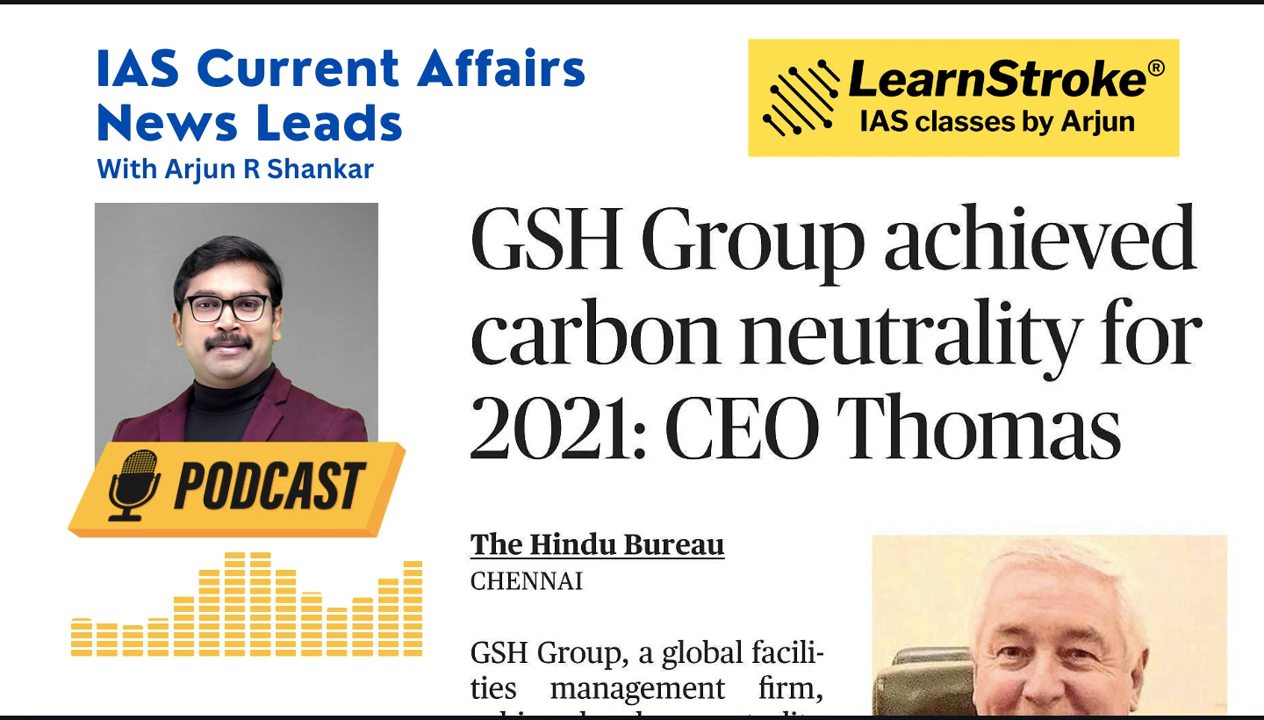 IAS Current Affairs
News Leads
With Arjun R Shankar
LearnStroke®
IAS classes by Arjun
PODCAST
GSH Group achieved
carbon neutrality for
2021: CEO Thomas
The Hindu Bureau
CHENNAI
GSH Group, a global facili-
ties management firm,